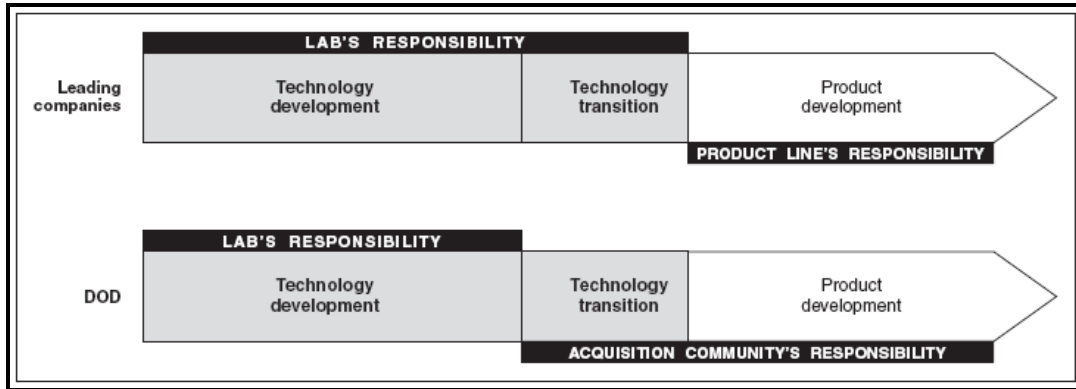 LAB'S RESPONSIBILITY
Leading
companies
Technology
development
Technology
transition
Product
development
PRODUCT LINE'S RESPONSIBILITY
LAB'S RESPONSIBILITY
DOD
Technology
development
Technology
transition
Product
development
ACQUISITION COMMUNITY'S RESPONSIBILITY